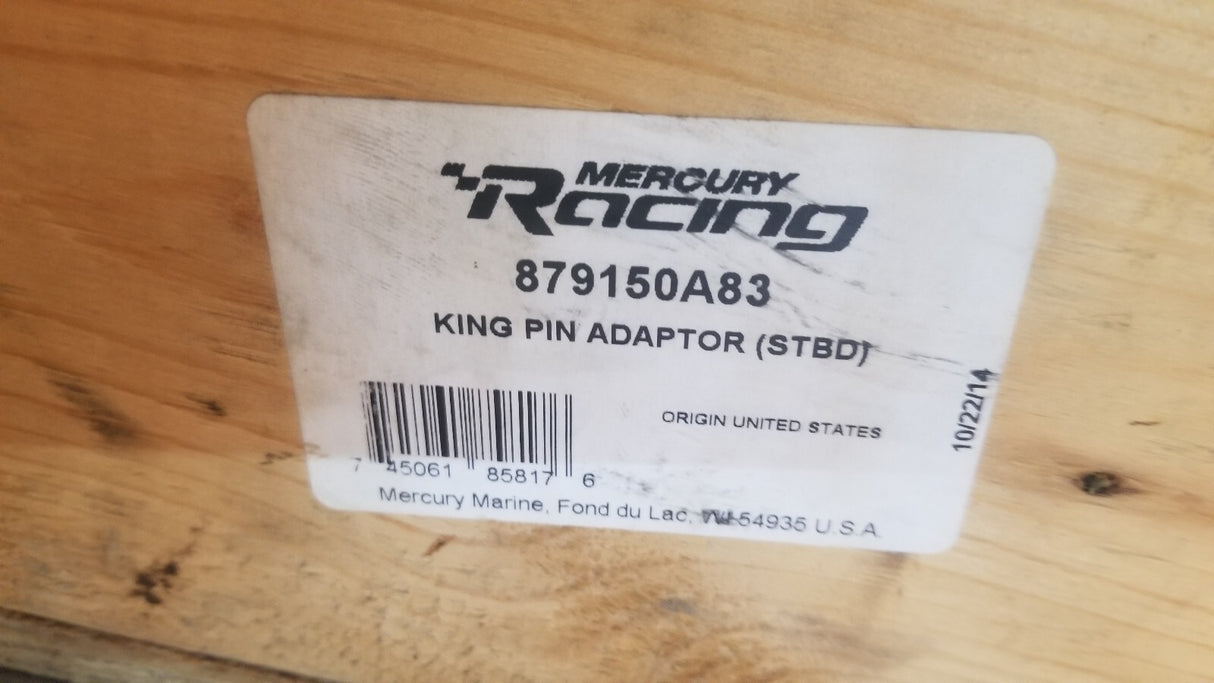 MERCURY
Racing
879150A83
KING PIN ADAPTOR (STBD)
ORIGIN UNITED STATES
10/22/14
7 45061 85817 6
Mercury Marine, Fond du Lac, WI 54935 U.S.A.